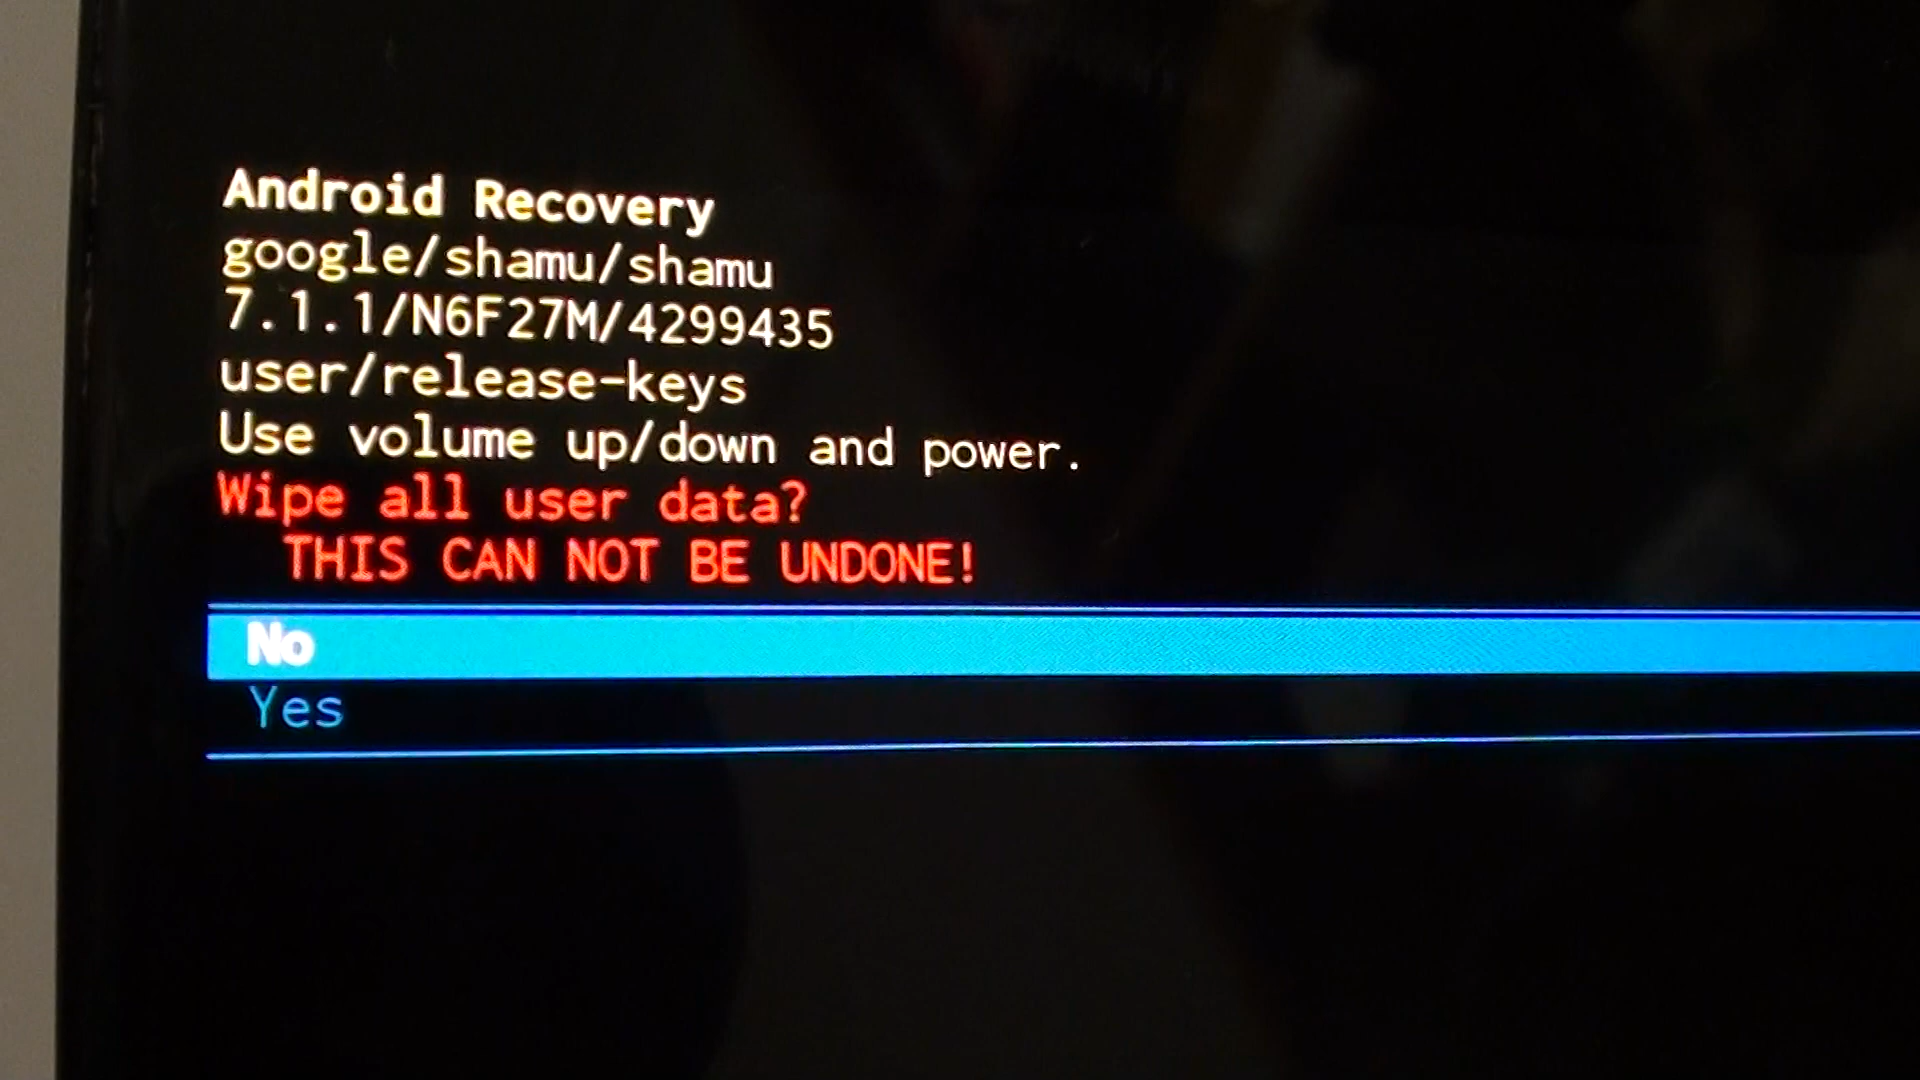 Android Recovery
google/shamu/shamu
7.1.1/N6F27M/4299435
user/release-keys
Use volume up/down and power.
Wipe all user data?
THIS CAN NOT BE UNDONE!
No
Yes